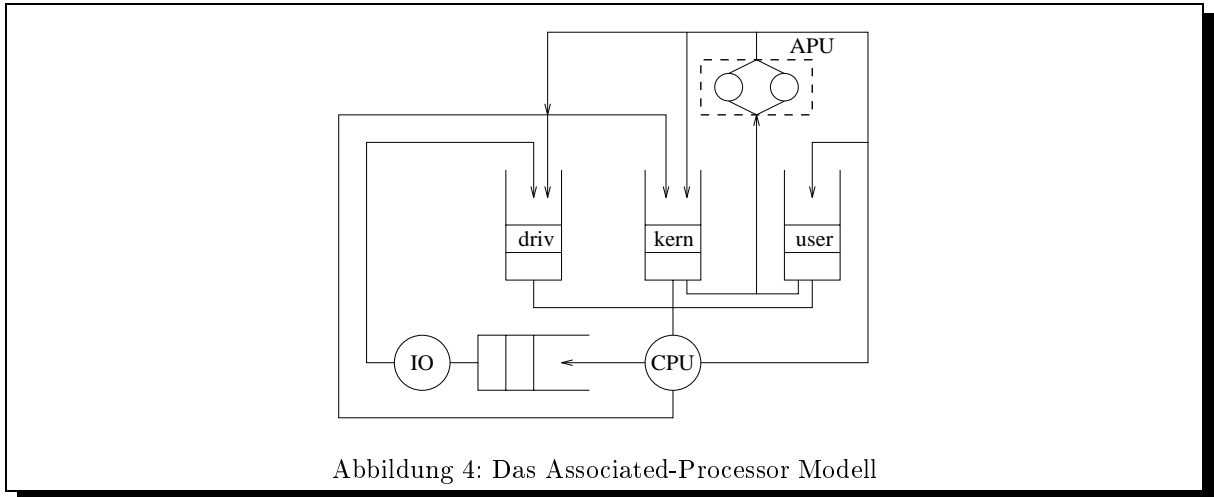 APU
driv
kern
user
IO
CPU
Abbildung 4: Das Associated-Processor Modell